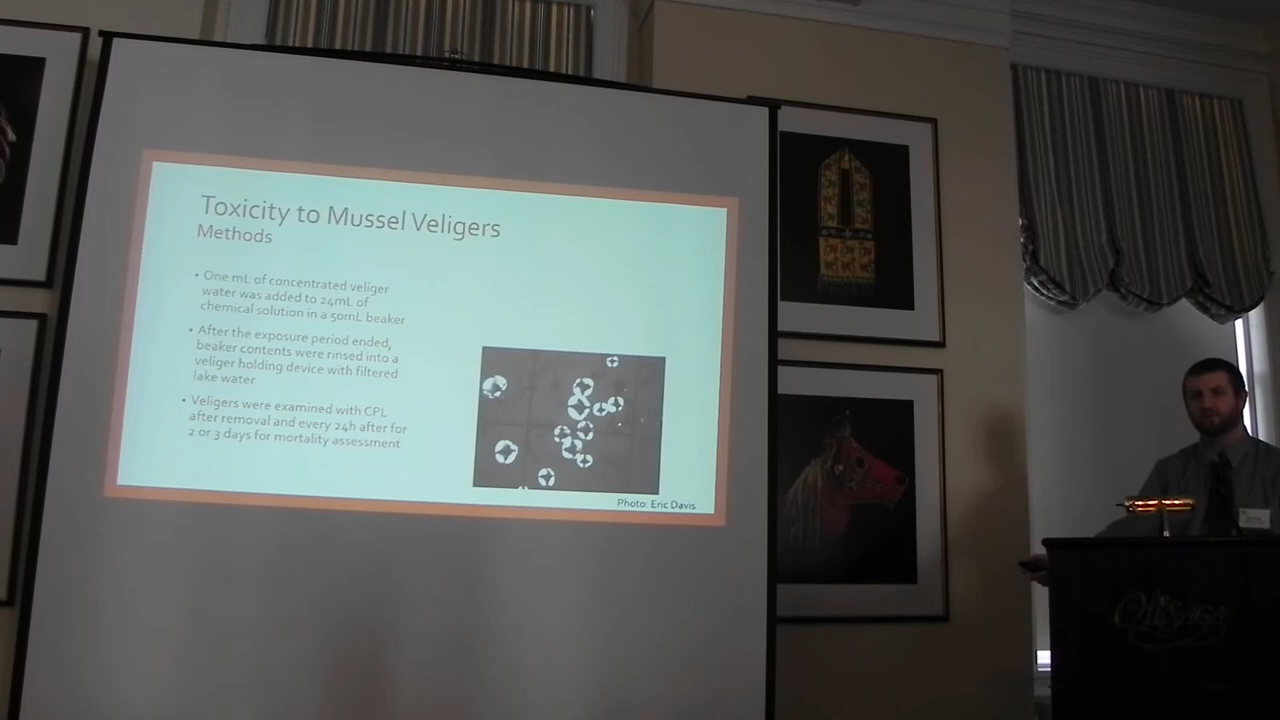 Toxicity to Mussel Veligers
Methods
• One mL of concentrated veliger
water was added to 24mL of
chemical solution in a 50mL beaker
• After the exposure period ended,
beaker contents were rinsed into a
veliger holding device with filtered
lake water
• Veligers were examined with CPL
after removal and every 24h after for
2 or 3 days for mortality assessment
Photo: Eric Davis
Otesaga